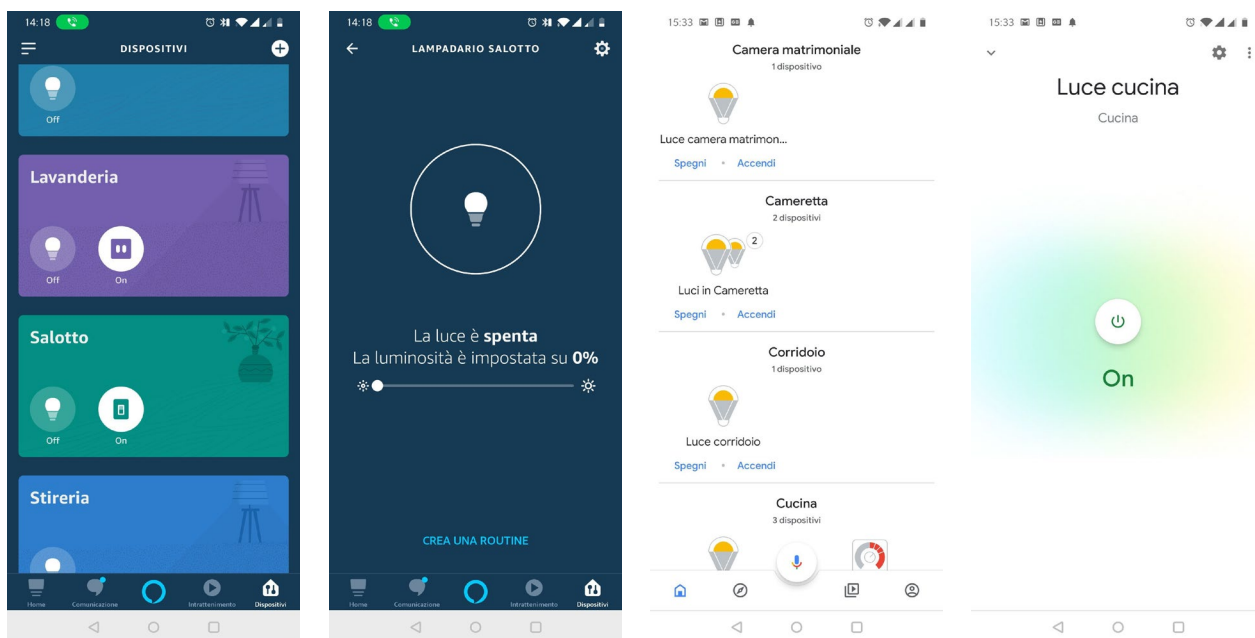 14:18
DISPOSITIVI
Off
Lavanderia
Off
On
Salotto
Off
On
Stireria
Home
Comunicazione
Intrattenimento
Dispositivi
14:18
LAMPADARIO SALOTTO
La luce è spenta
La luminosità è impostata su 0%
CREA UNA ROUTINE
Home
Comunicazione
Intrattenimento
Dispositivi
15:33
Camera matrimoniale
1 dispositivo
Luce camera matrimon...
Spegni • Accendi
Cameretta
2 dispositivi
2
Luci in Cameretta
Spegni • Accendi
Corridoio
1 dispositivo
Luce corridoio
Spegni • Accendi
Cucina
3 dispositivi
15:33
Luce cucina
Cucina
On